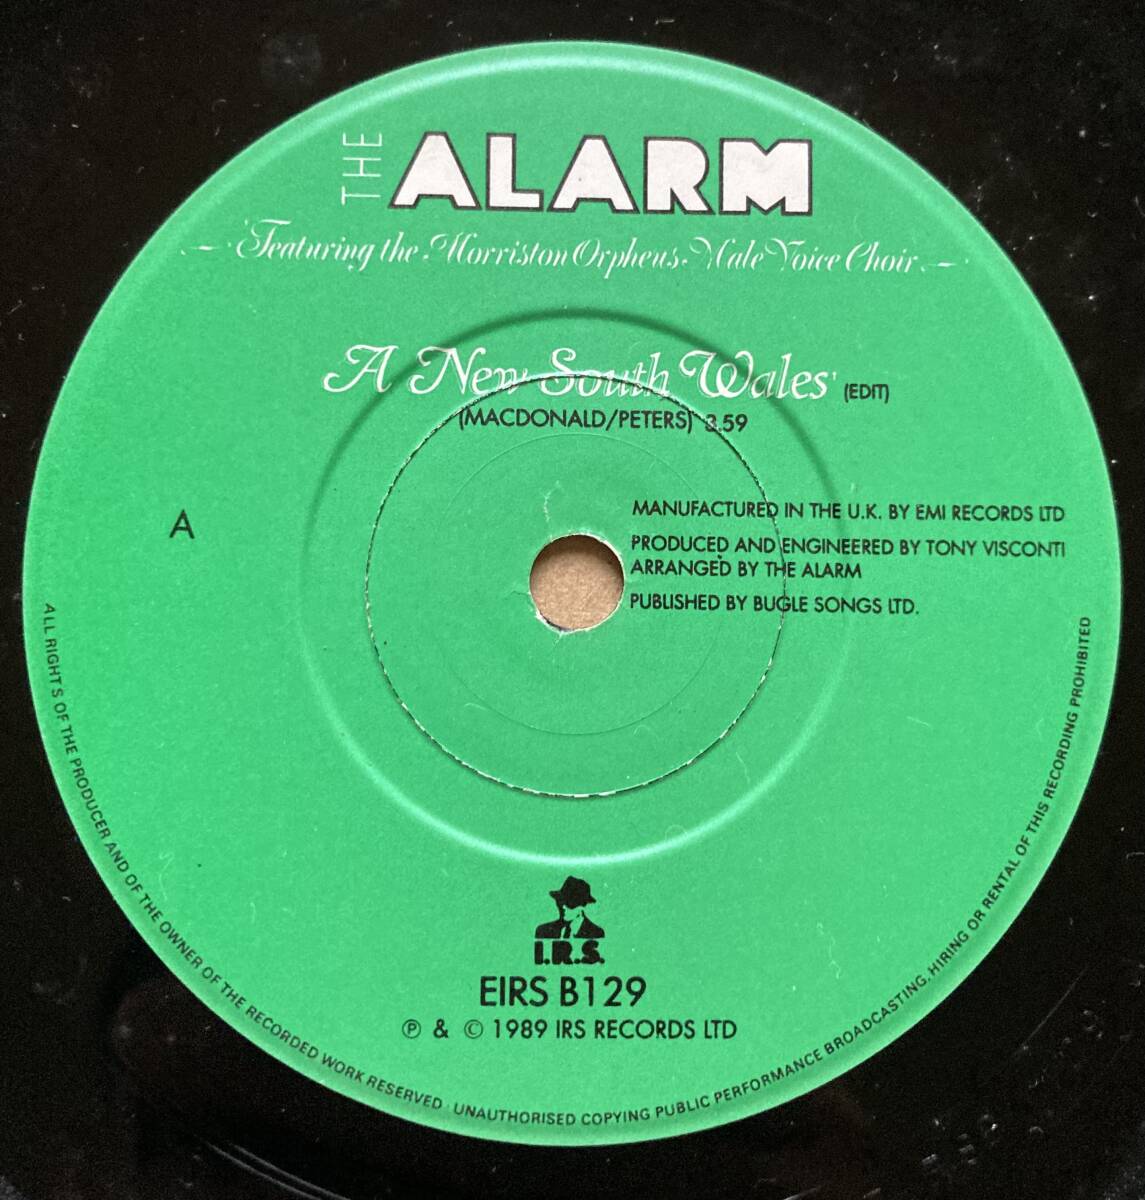 THE ALARM
Featuring the Morriston Orpheus Male Voice Choir
A New South Wales' (EDIT)
(MACDONALD/PETERS) 3.59
A
MANUFACTURED IN THE U.K. BY EMI RECORDS LTD
PRODUCED AND ENGINEERED BY TONY VISCONTI
ARRANGED BY THE ALARM
PUBLISHED BY BUGLE SONGS LTD.
I.R.S.
EIRS B129
℗ & © 1989 IRS RECORDS LTD
ALL RIGHTS OF THE PRODUCER AND OF THE OWNER OF THE RECORDED WORK RESERVED · UNAUTHORISED COPYING PUBLIC PERFORMANCE BROADCASTING, HIRING OR RENTAL OF THIS RECORDING PROHIBITED